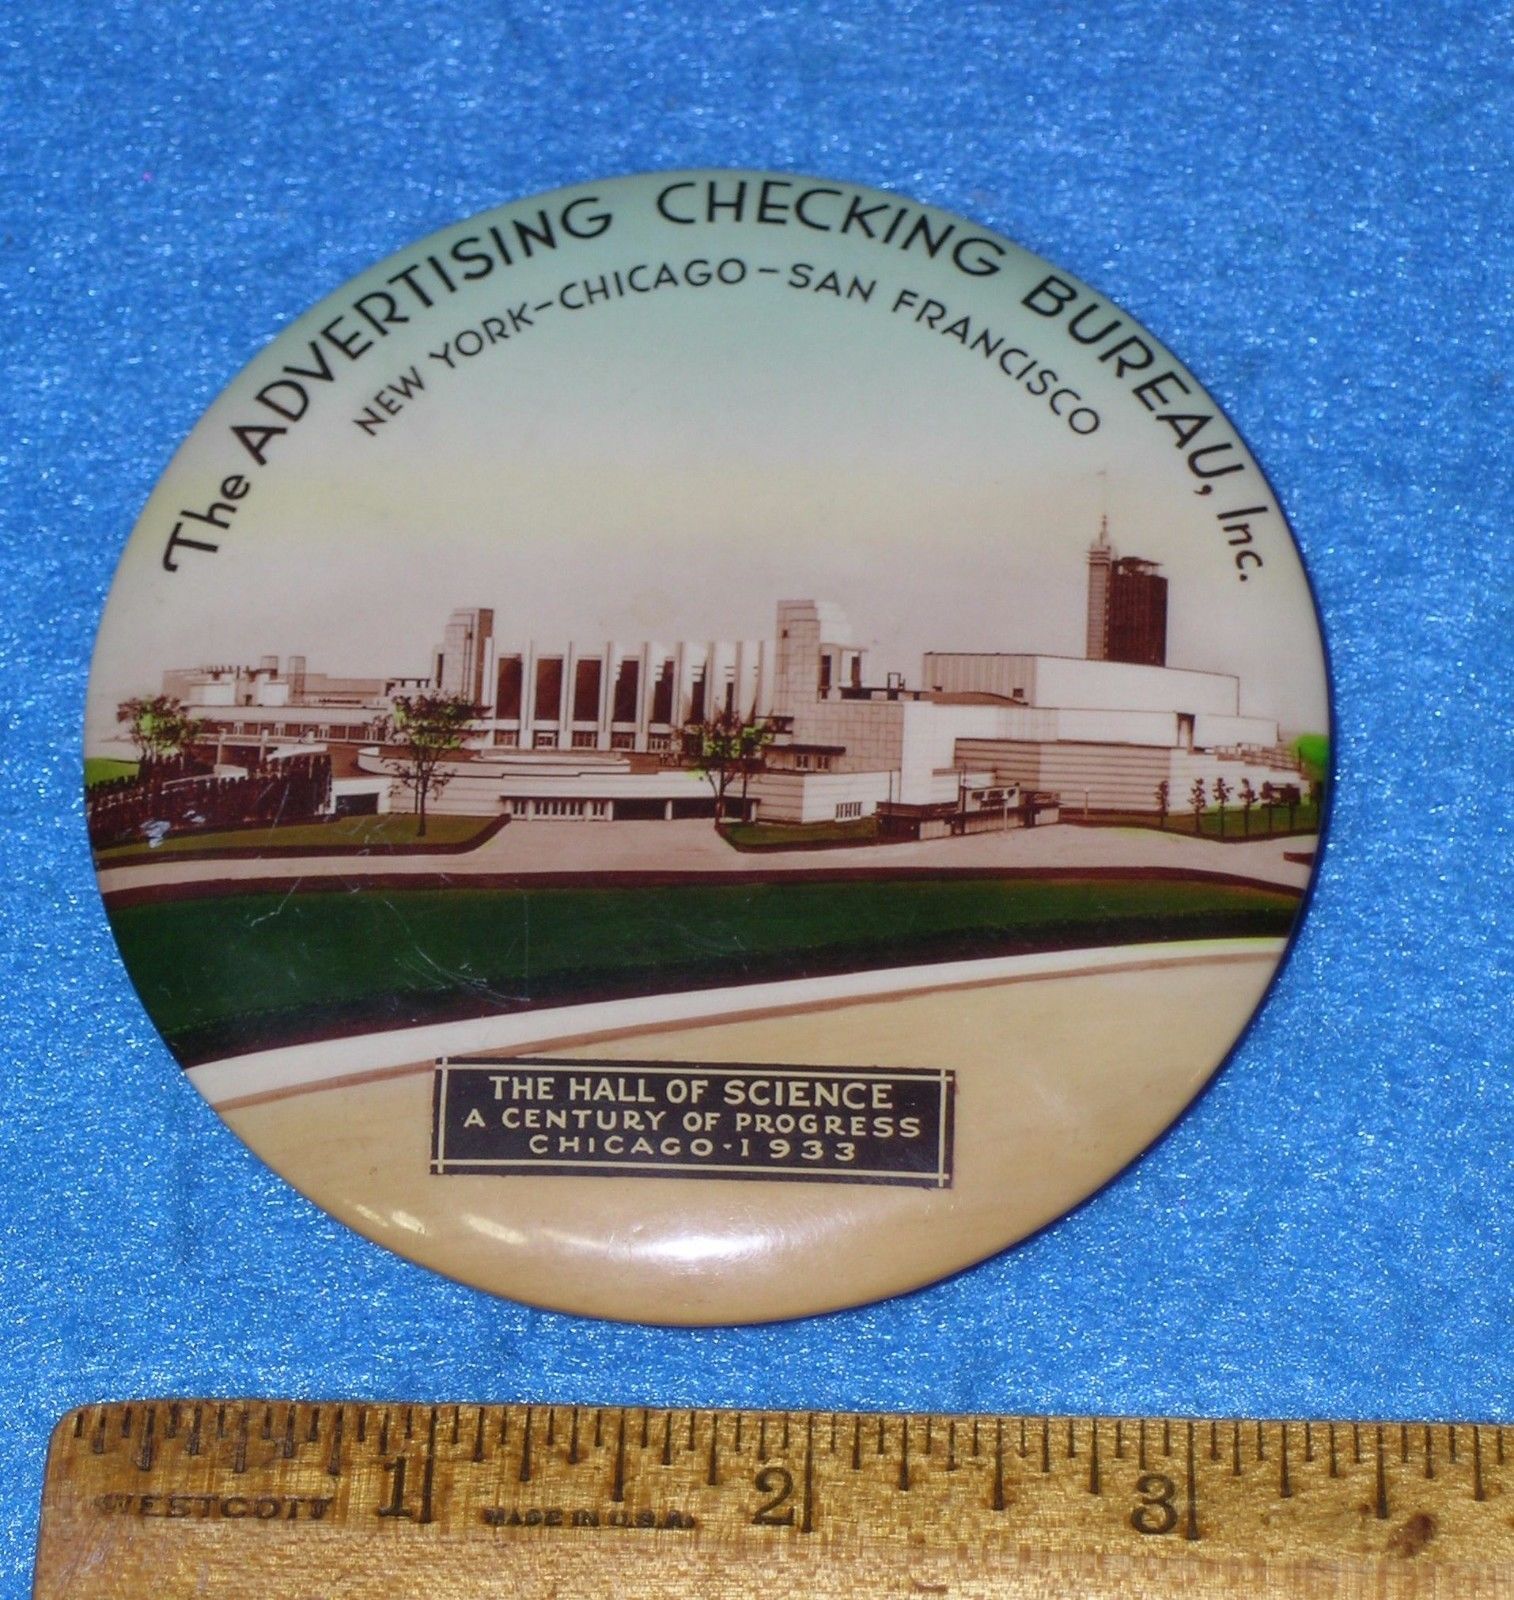 The ADVERTISING CHECKING BUREAU, Inc.
NEW YORK-CHICAGO-SAN FRANCISCO
THE HALL OF SCIENCE
A CENTURY OF PROGRESS
CHICAGO·1933
1 2 3
WESTCOTT MADE IN U.S.A.